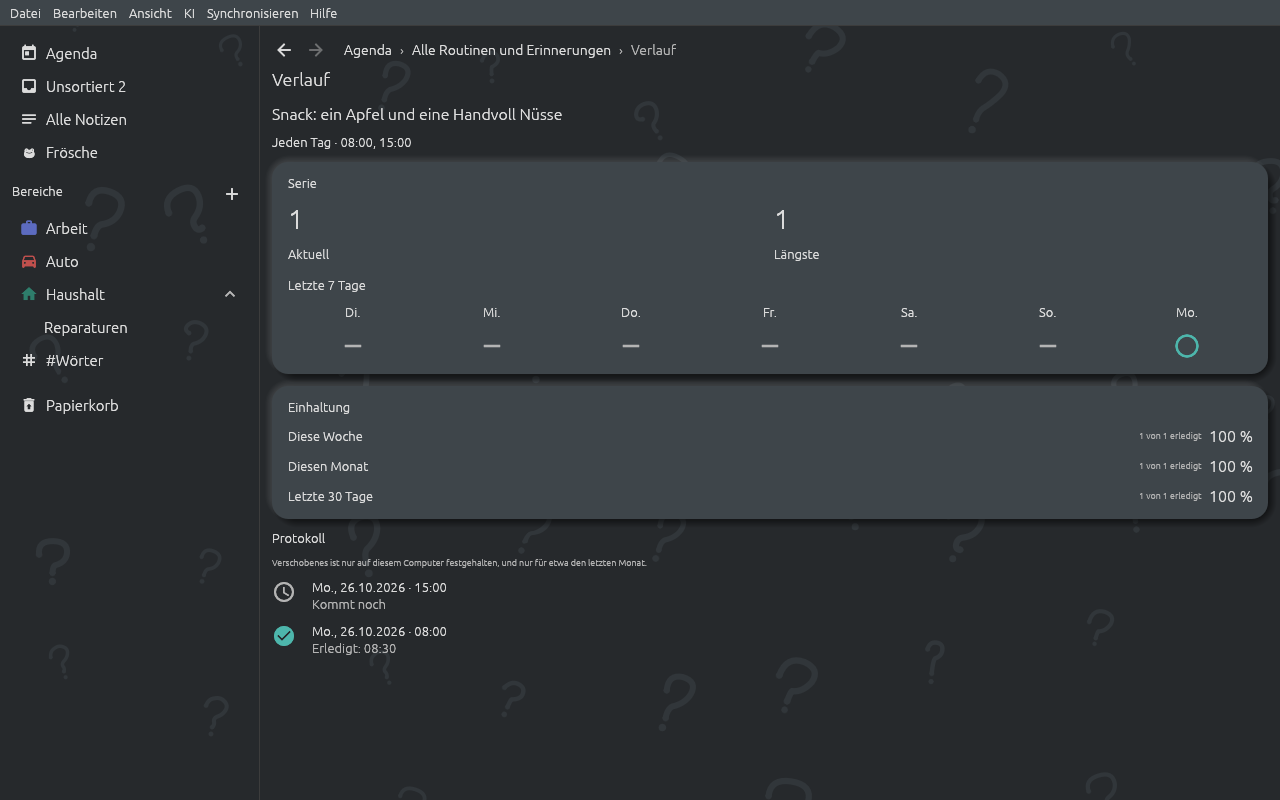 Datei Bearbeiten Ansicht KI Synchronisieren Hilfe
Agenda
Unsortiert 2
Alle Notizen
Frösche
Bereiche
Arbeit
Auto
Haushalt
Reparaturen
#Wörter
Papierkorb
Agenda › Alle Routinen und Erinnerungen › Verlauf
Verlauf
Snack: ein Apfel und eine Handvoll Nüsse
Jeden Tag · 08:00, 15:00
Serie
1 1
Aktuell Längste
Letzte 7 Tage
Di. Mi. Do. Fr. Sa. So. Mo.
Einhaltung
Diese Woche 1 von 1 erledigt 100 %
Diesen Monat 1 von 1 erledigt 100 %
Letzte 30 Tage 1 von 1 erledigt 100 %
Protokoll
Verschobenes ist nur auf diesem Computer festgehalten, und nur für etwa den letzten Monat.
Mo., 26.10.2026 · 15:00
Kommt noch
Mo., 26.10.2026 · 08:00
Erledigt: 08:30